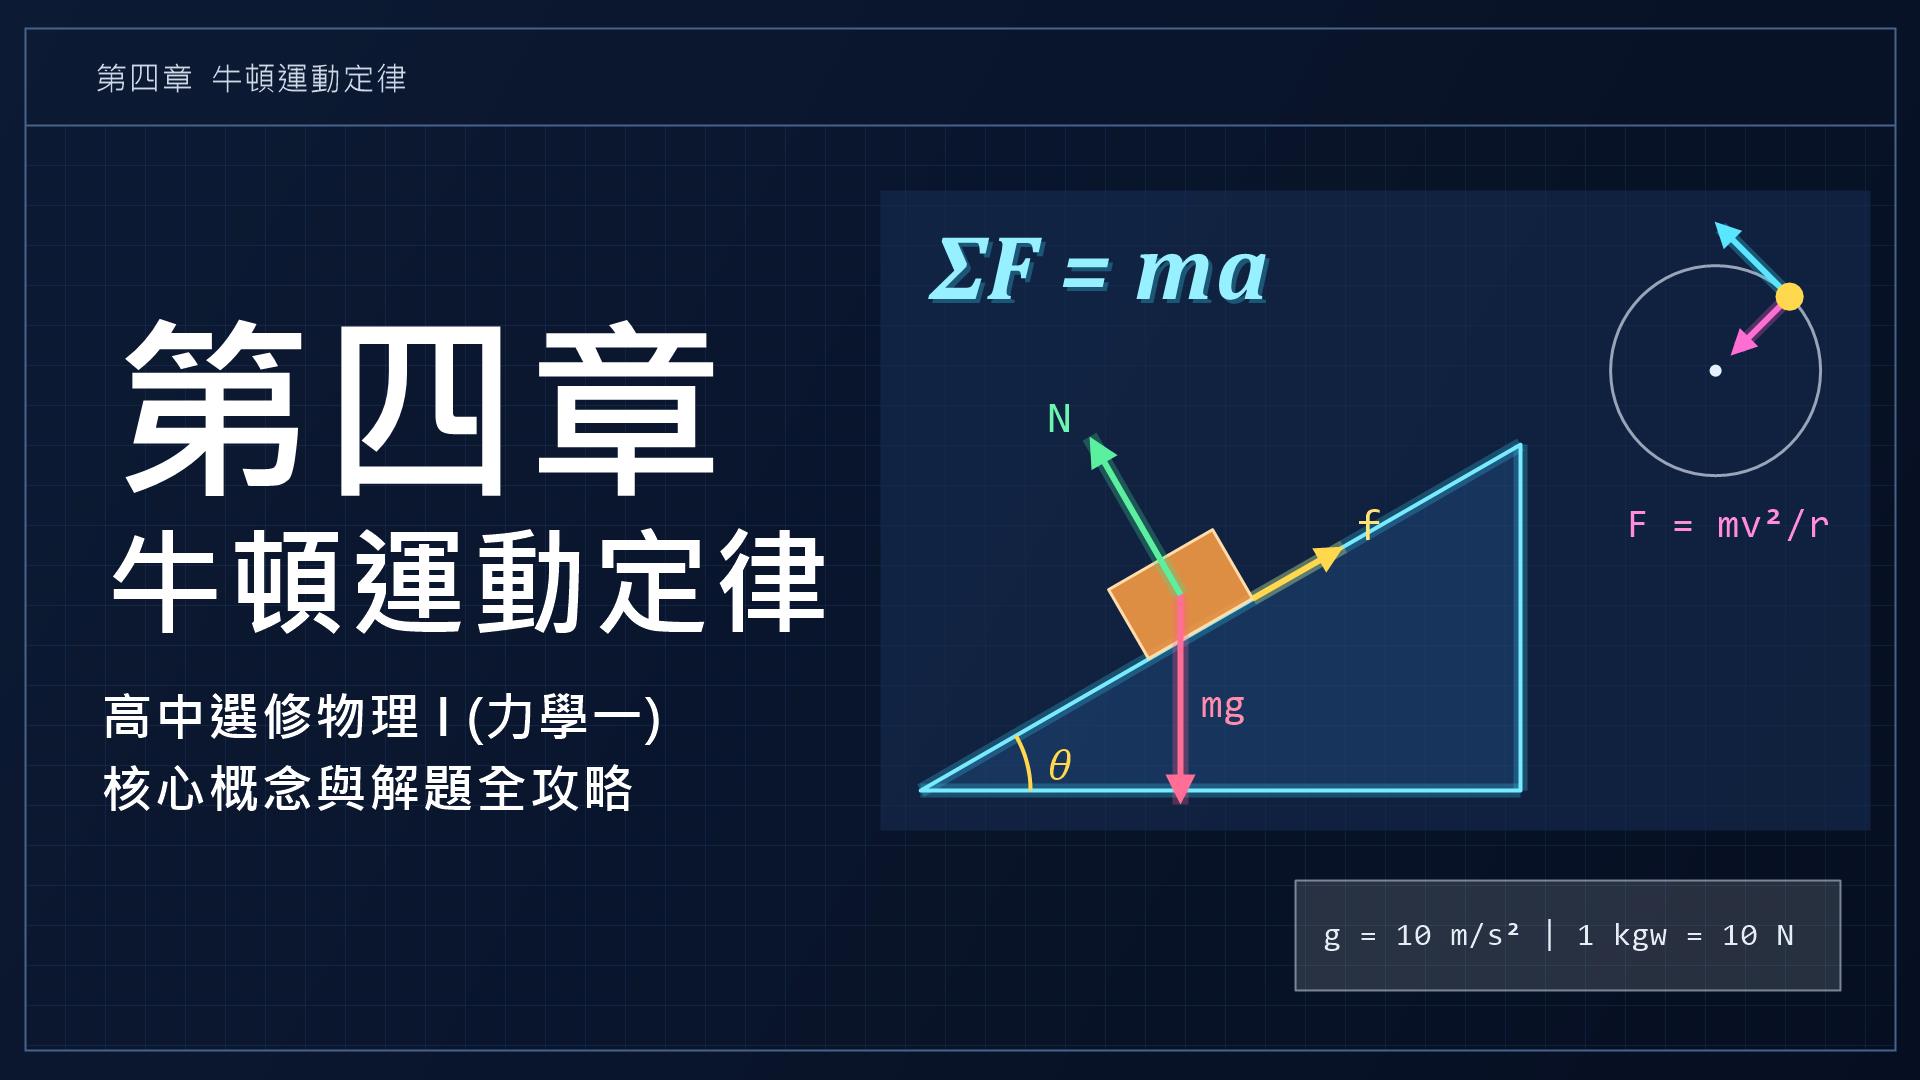 第四章 牛頓運動定律
第四章
牛頓運動定律
高中選修物理 I (力學一)
核心概念與解題全攻略
ΣF = ma
N
f
mg
θ
F = mv²/r
g = 10 m/s² | 1 kgw = 10 N